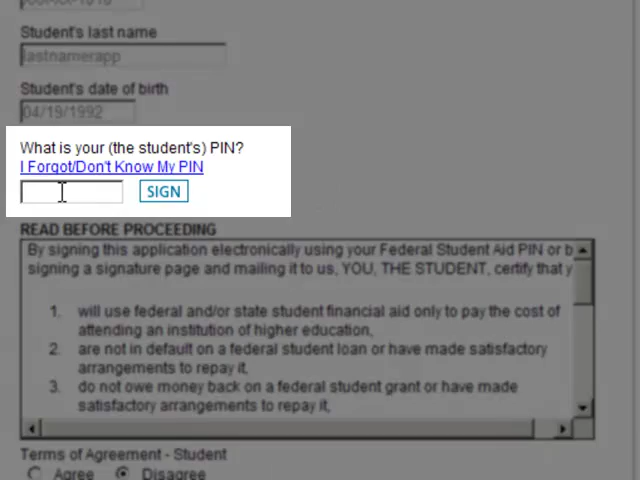 Student's last name
lastnamerapp
Student's date of birth
04/19/1992
What is your (the student's) PIN?
I Forgot/Don't Know My PIN
SIGN
READ BEFORE PROCEEDING
By signing this application electronically using your Federal Student Aid PIN or b
signing a signature page and mailing it to us, YOU, THE STUDENT, certify that y
1. will use federal and/or state student financial aid only to pay the cost of
attending an institution of higher education,
2. are not in default on a federal student loan or have made satisfactory
arrangements to repay it,
3. do not owe money back on a federal student grant or have made
satisfactory arrangements to repay it,
Terms of Agreement - Student
Agree Disagree